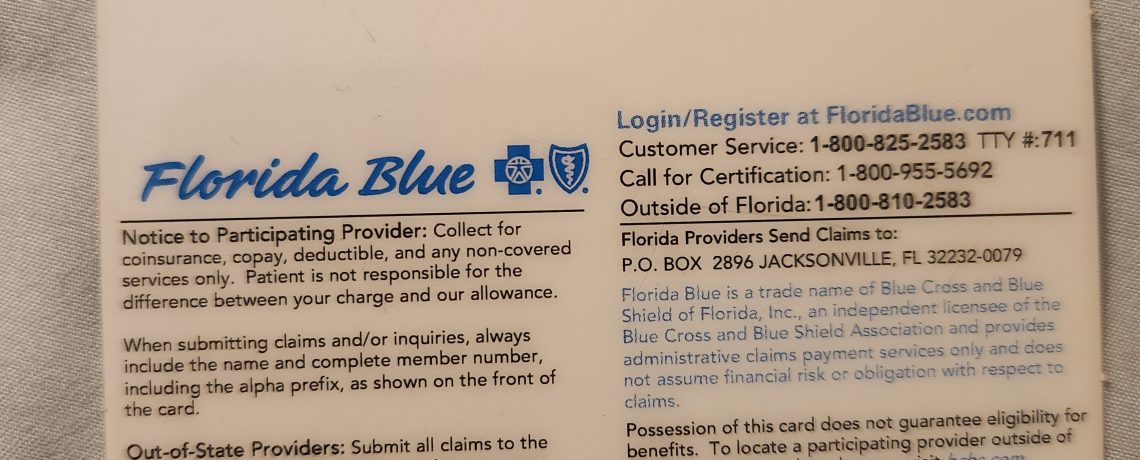 Florida Blue
Notice to Participating Provider: Collect for
coinsurance, copay, deductible, and any non-covered
services only. Patient is not responsible for the
difference between your charge and our allowance.
When submitting claims and/or inquiries, always
include the name and complete member number,
including the alpha prefix, as shown on the front of
the card.
Out-of-State Providers: Submit all claims to the
Login/Register at FloridaBlue.com
Customer Service: 1-800-825-2583 TTY #:711
Call for Certification: 1-800-955-5692
Outside of Florida: 1-800-810-2583
Florida Providers Send Claims to:
P.O. BOX 2896 JACKSONVILLE, FL 32232-0079
Florida Blue is a trade name of Blue Cross and Blue
Shield of Florida, Inc., an independent licensee of the
Blue Cross and Blue Shield Association and provides
administrative claims payment services only and does
not assume financial risk or obligation with respect to
claims.
Possession of this card does not guarantee eligibility for
benefits. To locate a participating provider outside of